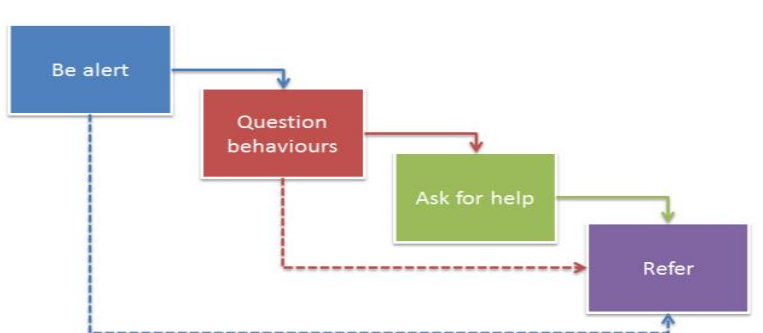 Be alert
Question
behaviours
Ask for help
Refer